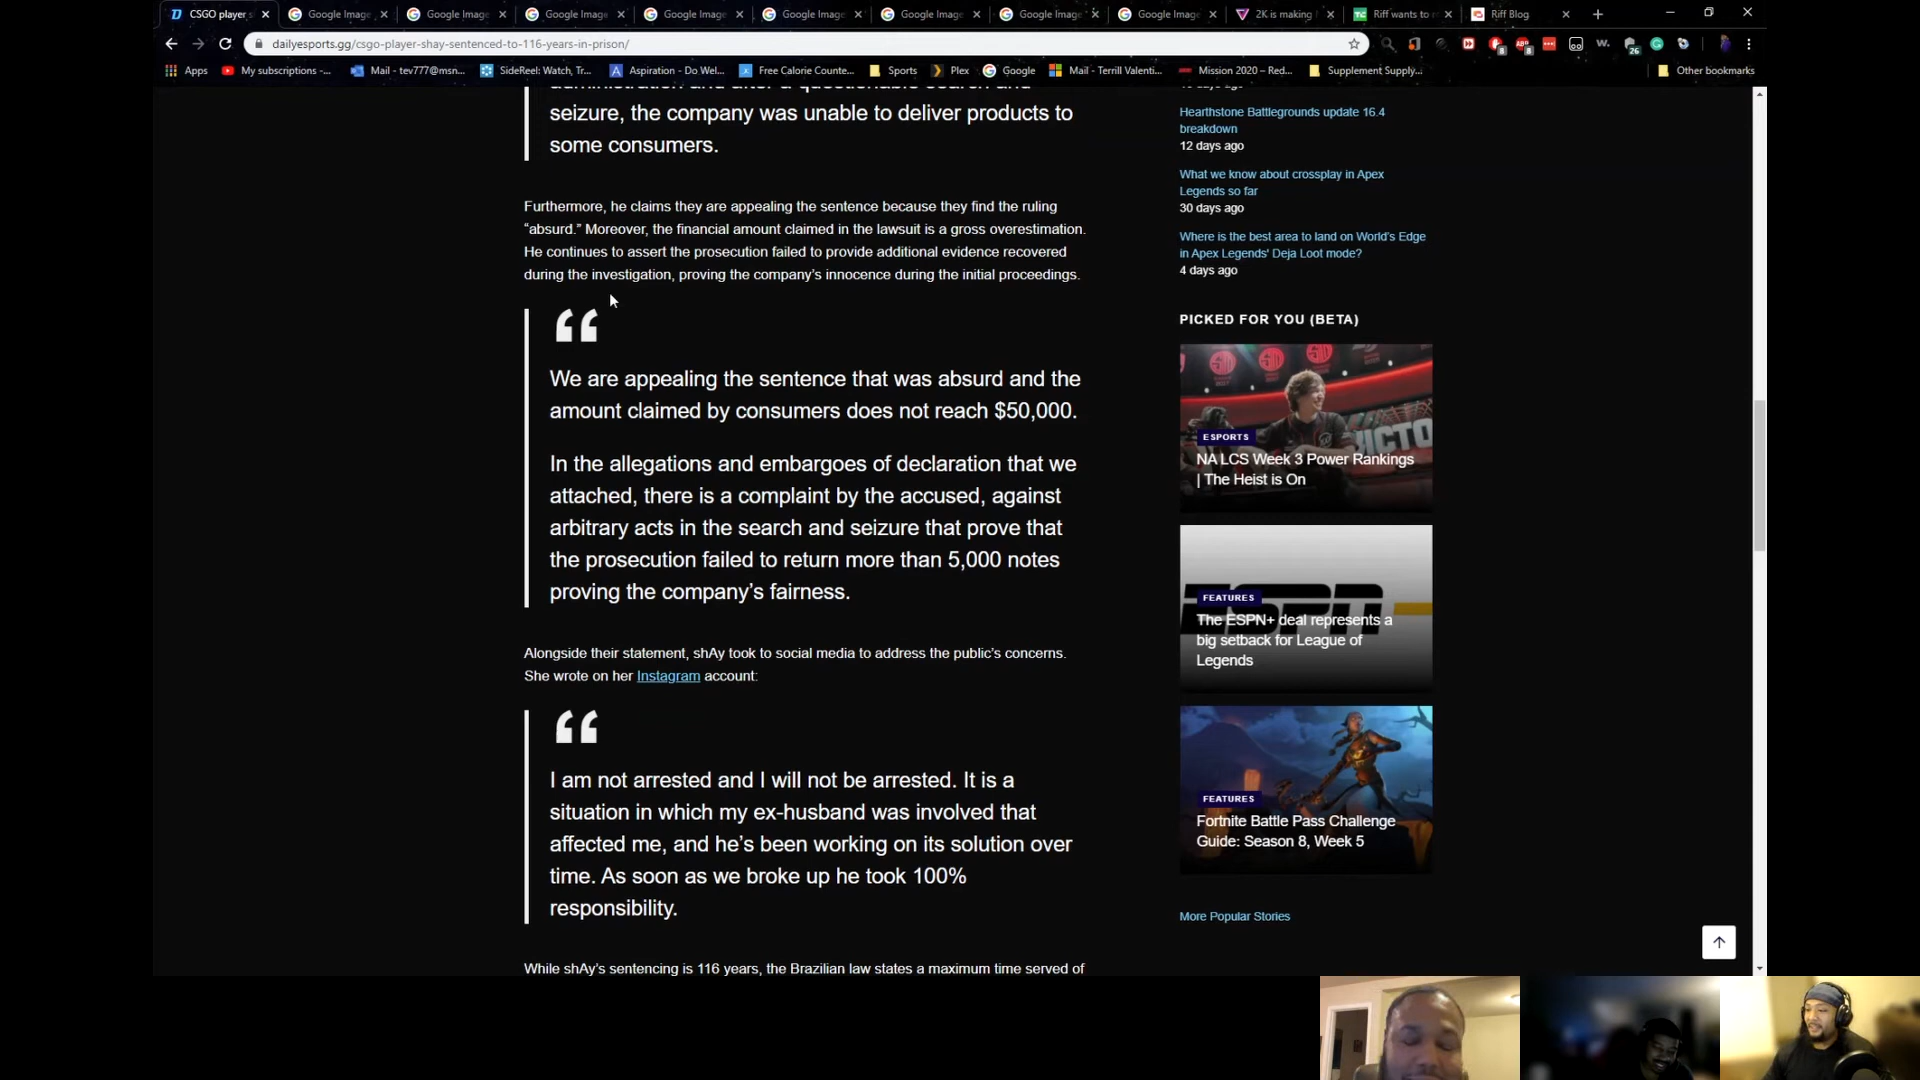 CSGO player s
Google Image
Google Image
Google Image
Google Image
Google Image
Google Image
Google Image
Google Image
2K is making
Riff wants to r
Riff Blog
dailyesports.gg/csgo-player-shay-sentenced-to-116-years-in-prison/
Apps
My subscriptions -...
Mail - tev777@msn...
SideReel: Watch, Tr...
Aspiration - Do Wel...
Free Calorie Counte...
Sports
Plex
Google
Mail - Terrill Valenti...
Mission 2020 – Red...
Supplement Supply...
Other bookmarks
administration and after a questionable search and
seizure, the company was unable to deliver products to
some consumers.
Furthermore, he claims they are appealing the sentence because they find the ruling
“absurd.” Moreover, the financial amount claimed in the lawsuit is a gross overestimation.
He continues to assert the prosecution failed to provide additional evidence recovered
during the investigation, proving the company’s innocence during the initial proceedings.
“
We are appealing the sentence that was absurd and the
amount claimed by consumers does not reach $50,000.
In the allegations and embargoes of declaration that we
attached, there is a complaint by the accused, against
arbitrary acts in the search and seizure that prove that
the prosecution failed to return more than 5,000 notes
proving the company’s fairness.
Alongside their statement, shAy took to social media to address the public’s concerns.
She wrote on her Instagram account:
“
I am not arrested and I will not be arrested. It is a
situation in which my ex-husband was involved that
affected me, and he’s been working on its solution over
time. As soon as we broke up he took 100%
responsibility.
While shAy’s sentencing is 116 years, the Brazilian law states a maximum time served of
days ago
Hearthstone Battlegrounds update 16.4
breakdown
12 days ago
What we know about crossplay in Apex
Legends so far
30 days ago
Where is the best area to land on World’s Edge
in Apex Legends' Deja Loot mode?
4 days ago
PICKED FOR YOU (BETA)
ESPORTS
NA LCS Week 3 Power Rankings
| The Heist is On
ESPN
FEATURES
The ESPN+ deal represents a
big setback for League of
Legends
FEATURES
Fortnite Battle Pass Challenge
Guide: Season 8, Week 5
More Popular Stories